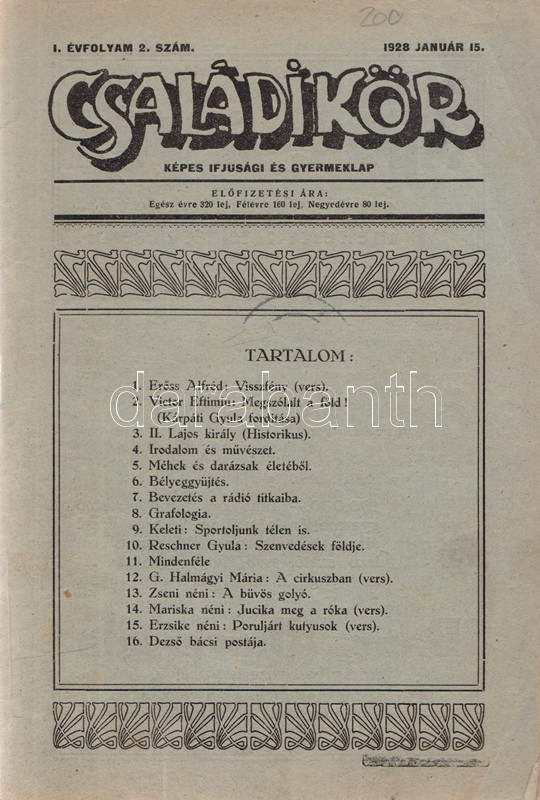 200
I. ÉVFOLYAM 2. SZÁM. 1928 JANUÁR 15.
CSALÁDI KÖR
KÉPES IFJUSÁGI ÉS GYERMEKLAP
ELŐFIZETÉSI ÁRA:
Egész évre 320 lej, Félévre 160 lej, Negyedévre 80 lej.
TARTALOM:
1. Erőss Alfréd: Visszfény (vers).
2. Victor Eftimiu: Megszólalt a föld!
(Kárpáti Gyula forditása)
darabanth
3. II. Lajos király (Historikus).
4. Irodalom és művészet.
5. Méhek és darázsak életéből.
6. Bélyeggyüjtés.
7. Bevezetés a rádió titkaiba.
8. Grafologia.
9. Keleti: Sportoljunk télen is.
10. Reschner Gyula: Szenvedések földje.
11. Mindenféle
12. G. Halmágyi Mária: A cirkuszban (vers).
13. Zseni néni: A büvös golyó.
14. Mariska néni: Jucika meg a róka (vers).
15. Erzsike néni: Poruljárt kutyusok (vers).
16. Dezső bácsi postája.